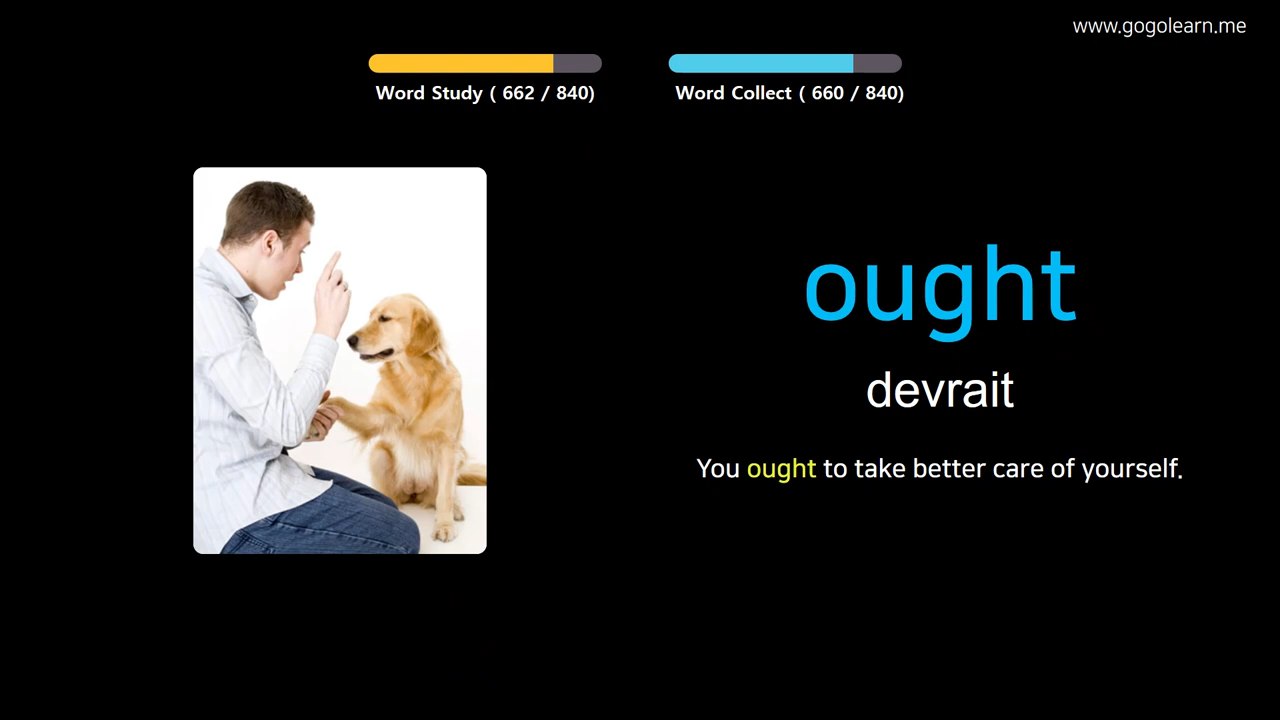 www.gogolearn.me
Word Study ( 662 / 840)
Word Collect ( 660 / 840)
ought
devrait
You ought to take better care of yourself.